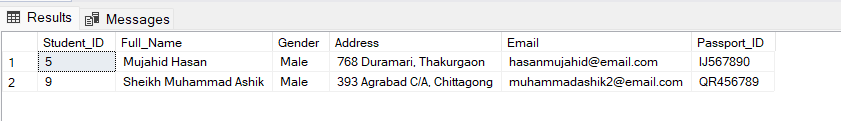 Results Messages
Student_ID Full_Name Gender Address Email Passport_ID
1 5 Mujahid Hasan Male 768 Duramari, Thakurgaon hasanmujahid@email.com IJ567890
2 9 Sheikh Muhammad Ashik Male 393 Agrabad C/A, Chittagong muhammadashik2@email.com QR456789